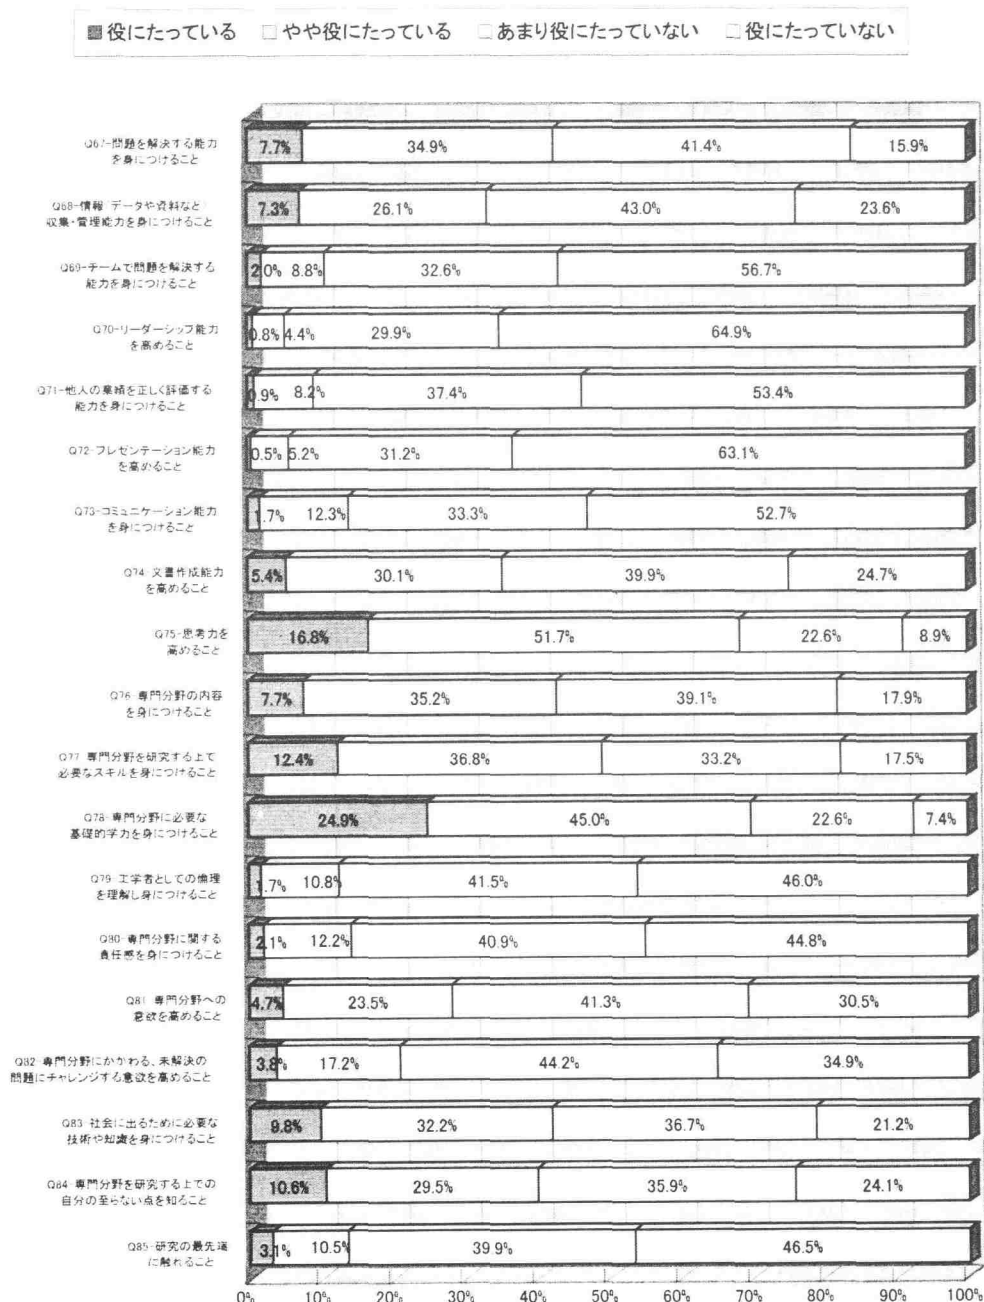 役にたっている やや役にたっている あまり役にたっていない 役にたっていない
Q67-問題を解決する能力
を身につけること
7.7% 34.9% 41.4% 15.9%
Q68-情報 データや資料など
収集・管理能力を身につけること
7.3% 26.1% 43.0% 23.6%
Q69-チームで問題を解決する
能力を身につけること
2.0% 8.8% 32.6% 56.7%
Q70-リーダーシップ能力
を高めること
0.8% 4.4% 29.9% 64.9%
Q71-他人の業績を正しく評価する
能力を身につけること
0.9% 8.2% 37.4% 53.4%
Q72-プレゼンテーション能力
を高めること
0.5% 5.2% 31.2% 63.1%
Q73-コミュニケーション能力
を身につけること
1.7% 12.3% 33.3% 52.7%
Q74-文書作成能力
を高めること
5.4% 30.1% 39.9% 24.7%
Q75-思考力を
高めること
16.8% 51.7% 22.6% 8.9%
Q76-専門分野の内容
を身につけること
7.7% 35.2% 39.1% 17.9%
Q77-専門分野を研究する上で
必要なスキルを身につけること
12.4% 36.8% 33.2% 17.5%
Q78-専門分野に必要な
基礎的学力を身につけること
24.9% 45.0% 22.6% 7.4%
Q79-工学者としての倫理
を理解し身につけること
1.7% 10.8% 41.5% 46.0%
Q80-専門分野に関する
責任感を身につけること
2.1% 12.2% 40.9% 44.8%
Q81-専門分野への
意欲を高めること
4.7% 23.5% 41.3% 30.5%
Q82-専門分野にかかわる、未解決の
問題にチャレンジする意欲を高めること
3.8% 17.2% 44.2% 34.9%
Q83-社会に出るために必要な
技術や知識を身につけること
9.8% 32.2% 36.7% 21.2%
Q84-専門分野を研究する上での
自分の至らない点を知ること
10.6% 29.5% 35.9% 24.1%
Q85-研究の最先端
に触れること
3.1% 10.5% 39.9% 46.5%
0% 10% 20% 30% 40% 50% 60% 70% 80% 90% 100%